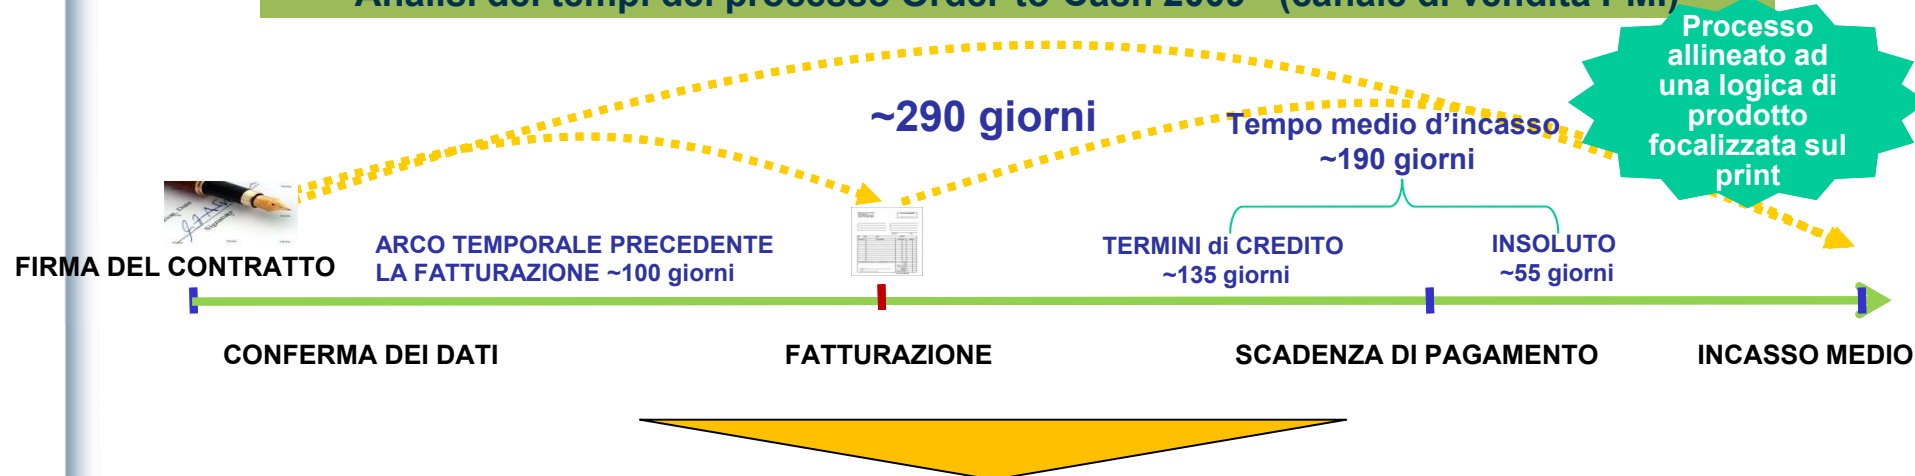 Processo
allineato ad
una logica di
prodotto
focalizzata sul
print
~290 giorni
Tempo medio d'incasso
~190 giorni
FIRMA DEL CONTRATTO
ARCO TEMPORALE PRECEDENTE
LA FATTURAZIONE ~100 giorni
TERMINI di CREDITO
~135 giorni
INSOLUTO
~55 giorni
CONFERMA DEI DATI
FATTURAZIONE
SCADENZA DI PAGAMENTO
INCASSO MEDIO